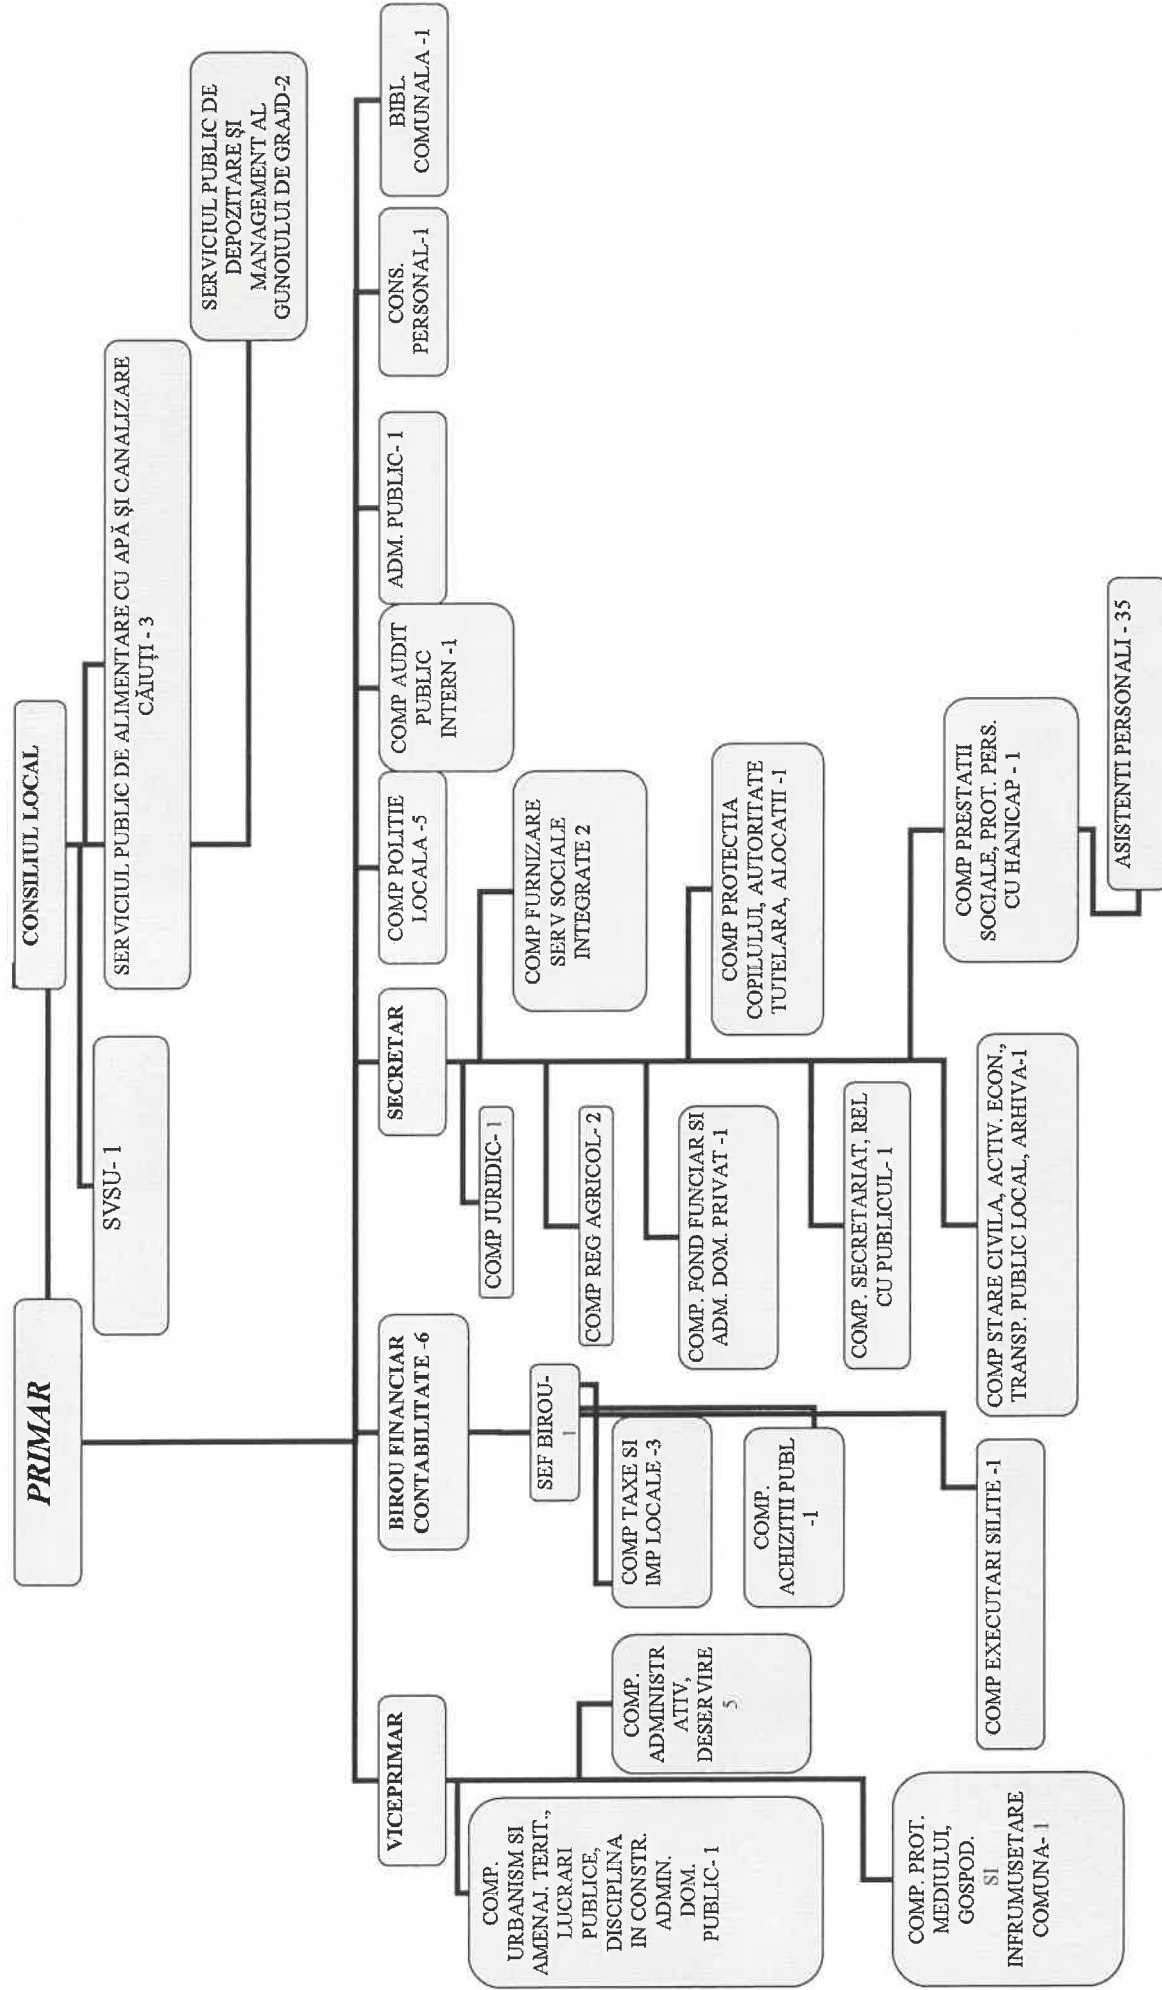 PRIMAR
CONSILIUL LOCAL
SVSU- 1
SERVICIUL PUBLIC DE ALIMENTARE CU APĂ ŞI CANALIZARE
CĂIUŢI - 3
SERVICIUL PUBLIC DE
DEPOZITARE ŞI
MANAGEMENT AL
GUNOIULUI DE GRAJD-2
VICEPRIMAR
BIROU FINANCIAR
CONTABILITATE -6
SECRETAR
COMP POLITIE
LOCALA -5
COMP AUDIT
PUBLIC
INTERN -1
ADM. PUBLIC- 1
CONS.
PERSONAL-1
BIBL.
COMUNALA -1
COMP.
URBANISM SI
AMENAJ. TERIT.,
LUCRARI
PUBLICE,
DISCIPLINA
IN CONSTR.
ADMIN.
DOM.
PUBLIC- 1
COMP.
ADMINISTR
ATIV,
DESERVIRE
5
COMP. PROT.
MEDIULUI,
GOSPOD.
SI
INFRUMUSETARE
COMUNA- 1
SEF BIROU-
1
COMP TAXE SI
IMP LOCALE -3
COMP.
ACHIZITII PUBL
-1
COMP EXECUTARI SILITE -1
COMP JURIDIC- 1
COMP REG AGRICOL- 2
COMP. FOND FUNCIAR SI
ADM. DOM. PRIVAT -1
COMP. SECRETARIAT, REL
CU PUBLICUL- 1
COMP STARE CIVILA, ACTIV. ECON.,
TRANSP. PUBLIC LOCAL, ARHIVA-1
COMP FURNIZARE
SERV SOCIALE
INTEGRATE 2
COMP PROTECTIA
COPILULUI, AUTORITATE
TUTELARA, ALOCATII -1
COMP PRESTATII
SOCIALE, PROT. PERS.
CU HANICAP - 1
ASISTENTI PERSONALI - 35